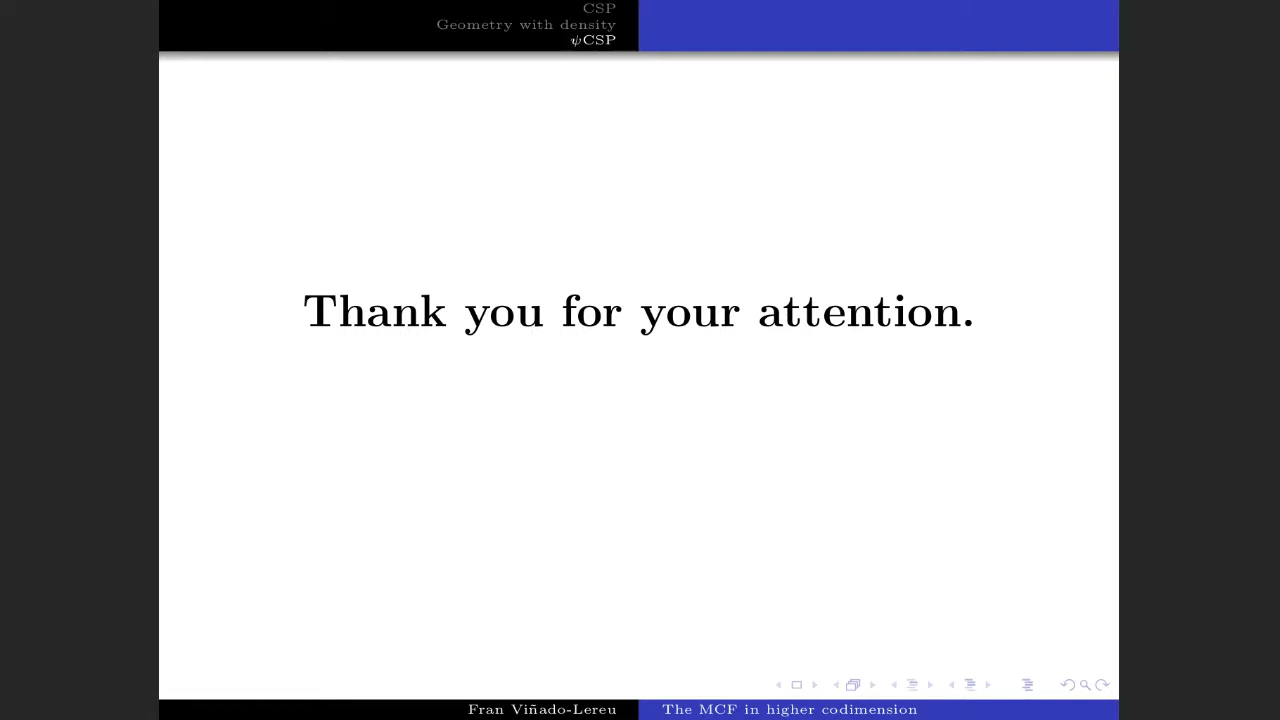 CSP
Geometry with density
ψCSP
Thank you for your attention.
Fran Viñado-Lereu
The MCF in higher codimension